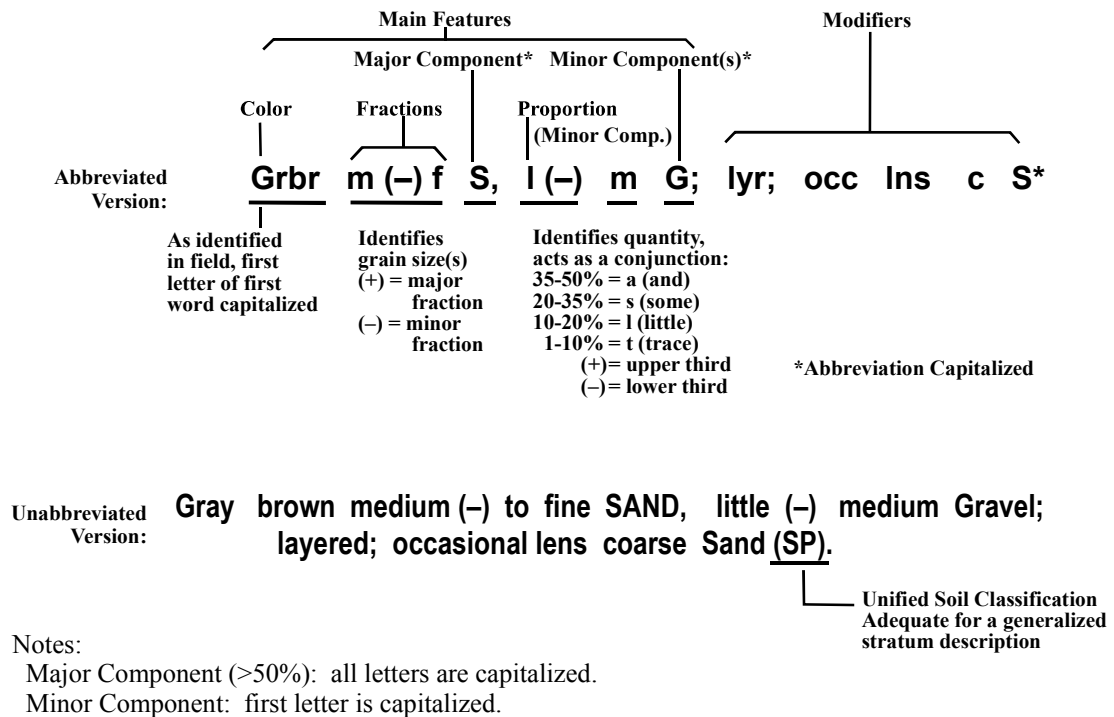 Main Features
Modifiers
Major Component*
Minor Component(s)*
Color
Fractions
Proportion
(Minor Comp.)
Abbreviated
Version:
Grbr m (–) f S, l (–) m G; lyr; occ lns c S*
As identified
in field, first
letter of first
word capitalized
Identifies
grain size(s)
(+) = major
fraction
(–) = minor
fraction
Identifies quantity,
acts as a conjunction:
35-50% = a (and)
20-35% = s (some)
10-20% = l (little)
1-10% = t (trace)
(+)= upper third
(–)= lower third
*Abbreviation Capitalized
Unabbreviated
Version:
Gray brown medium (–) to fine SAND, little (–) medium Gravel;
layered; occasional lens coarse Sand (SP).
Unified Soil Classification
Adequate for a generalized
stratum description
Notes:
Major Component (>50%): all letters are capitalized.
Minor Component: first letter is capitalized.